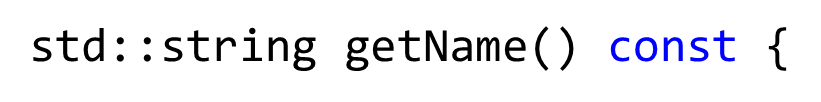 std::string getName() const {